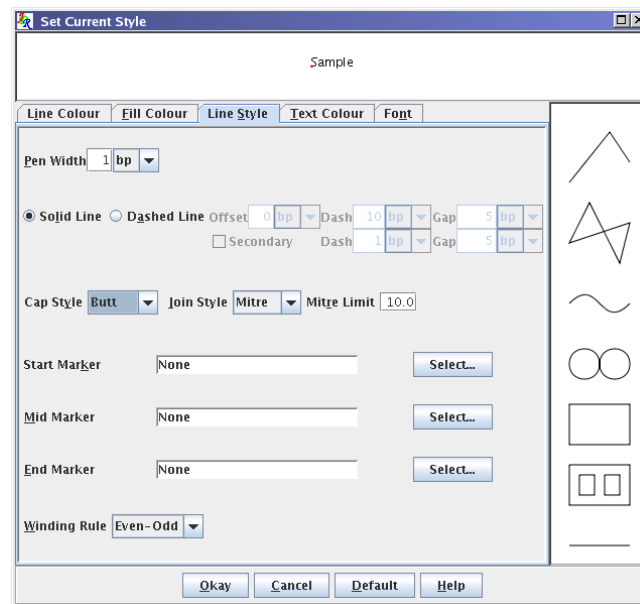 Set Current Style
Sample
Line Colour Fill Colour Line Style Text Colour Font
Pen Width 1 bp
Solid Line Dashed Line Offset 0 bp Dash 10 bp Gap 5 bp
Secondary Dash 1 bp Gap 5 bp
Cap Style Butt Join Style Mitre Mitre Limit 10.0
Start Marker None Select...
Mid Marker None Select...
End Marker None Select...
Winding Rule Even-Odd
Okay Cancel Default Help